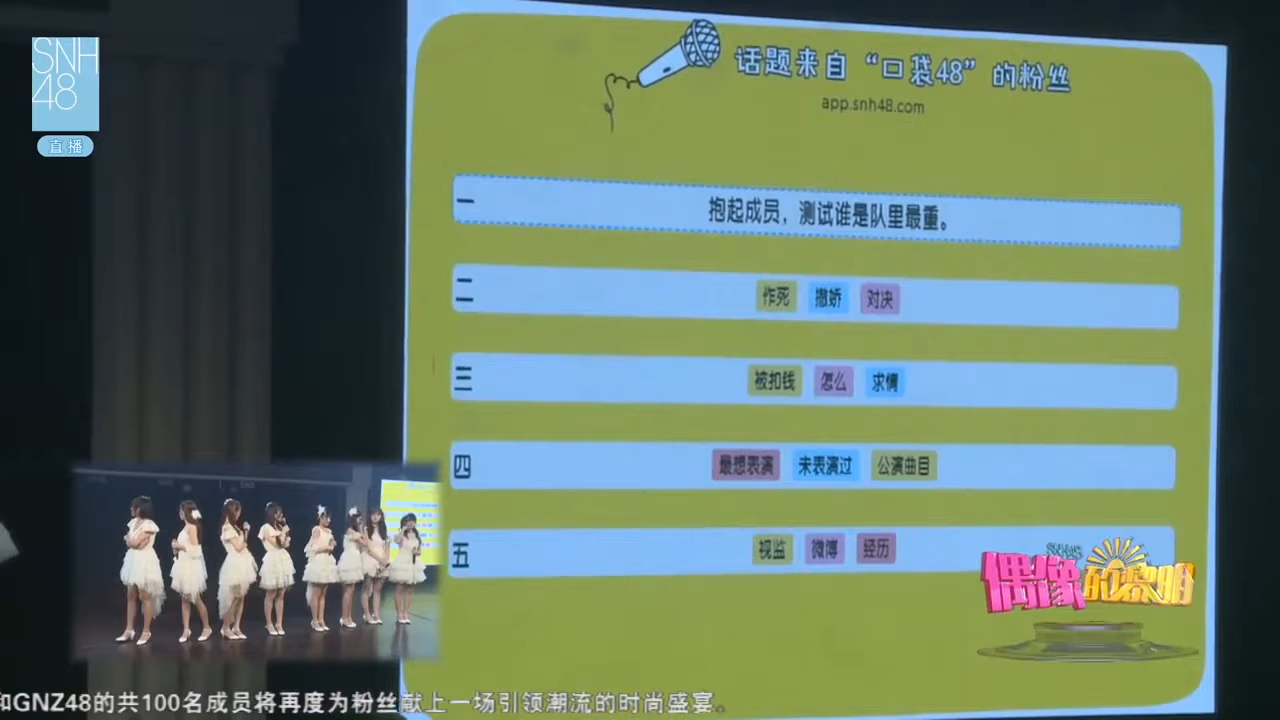 SNH
48
直播
话题来自“口袋48”的粉丝
app.snh48.com
一 抱起成员，测试谁是队里最重。
二 作死 撒娇 对决
三 被扣钱 怎么 求情
四 最想表演 未表演过 公演曲目
五 视监 微博 经历
SNH48
偶像的黎明
和GNZ48的共100名成员将再度为粉丝献上一场引领潮流的时尚盛宴。